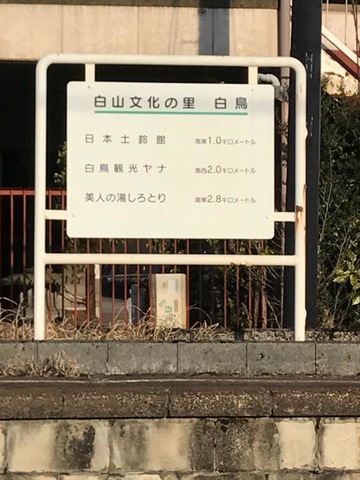 白山文化の里 白鳥
日本土鈴館 南東1.0キロメートル
白鳥観光ヤナ 南西2.0キロメートル
美人の湯しろとり 南東2.8キロメートル